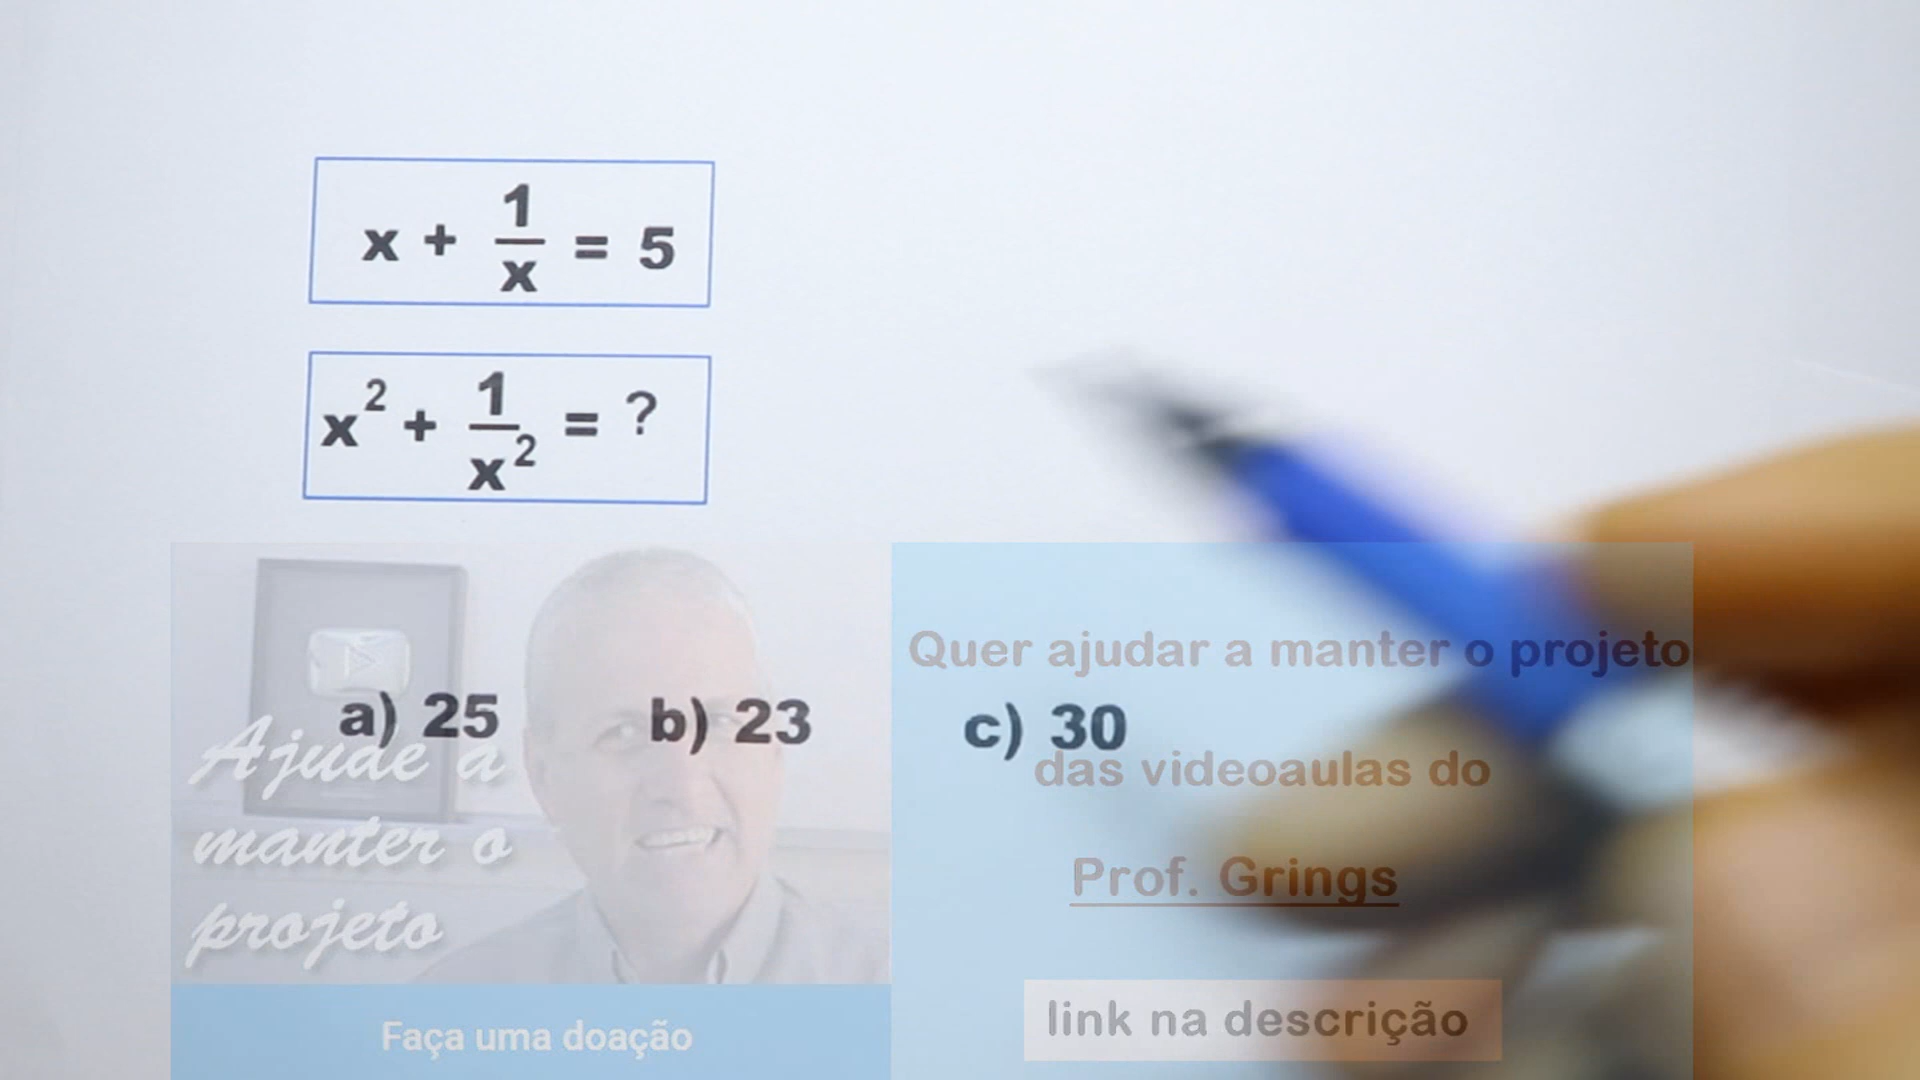 x + 1/x = 5
x² + 1/x² = ?
a) 25 b) 23 c) 30
Ajude a
manter o
projeto
Faça uma doação
Quer ajudar a manter o projeto
das videoaulas do
Prof. Grings
link na descrição